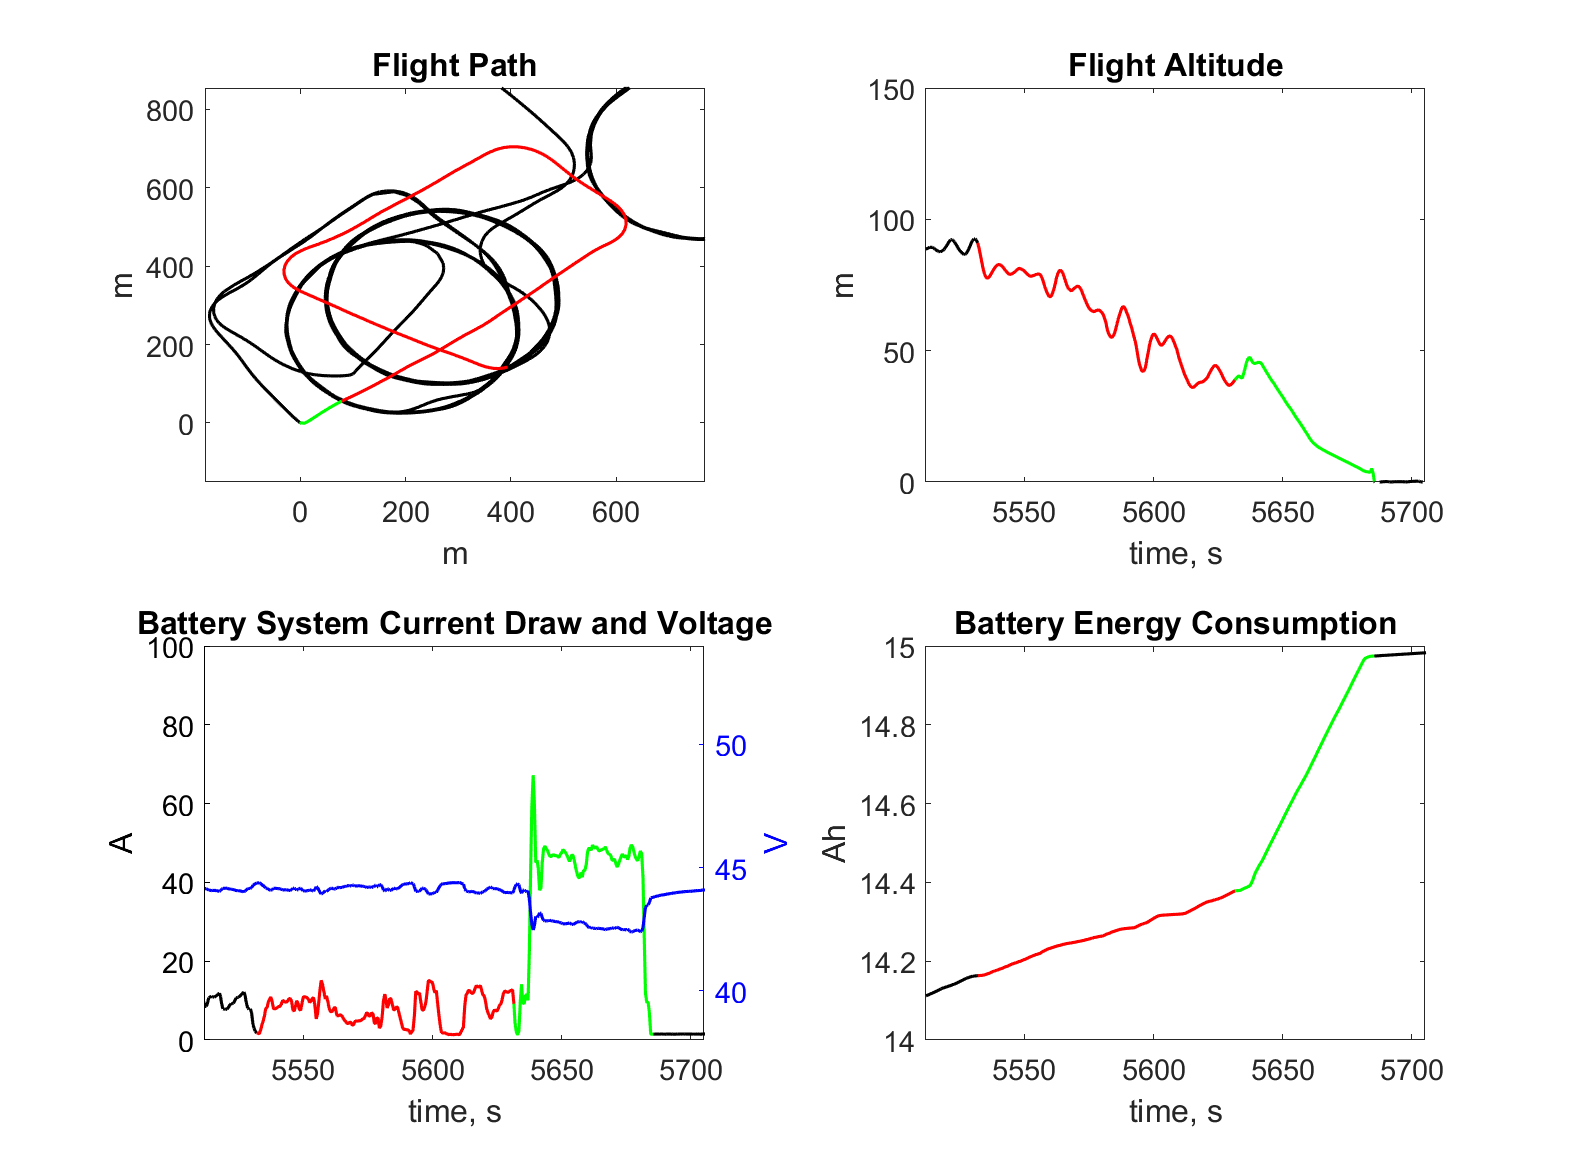 Flight Path
800
600
400
200
0
m
0 200 400 600
m
Flight Altitude
150
100
50
0
m
5550 5600 5650 5700
time, s
Battery System Current Draw and Voltage
100
80
60
40
20
0
A
50
45
40
V
5550 5600 5650 5700
time, s
Battery Energy Consumption
15
14.8
14.6
14.4
14.2
14
Ah
5550 5600 5650 5700
time, s